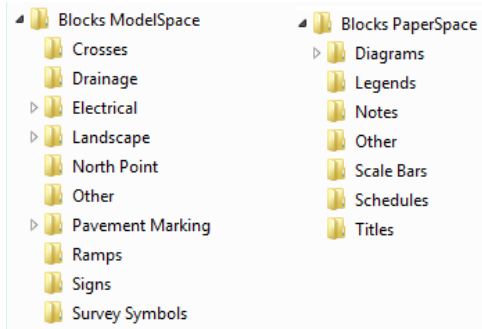 Blocks ModelSpace
Crosses
Drainage
Electrical
Landscape
North Point
Other
Pavement Marking
Ramps
Signs
Survey Symbols
Blocks PaperSpace
Diagrams
Legends
Notes
Other
Scale Bars
Schedules
Titles